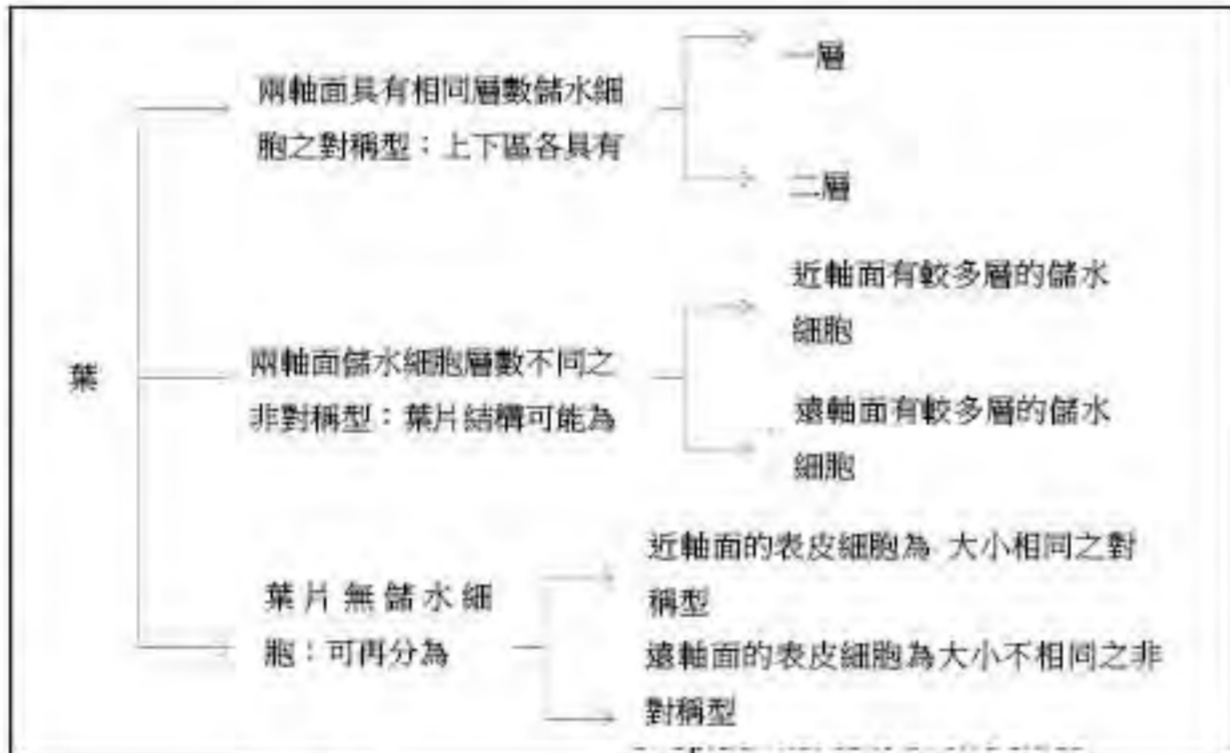 葉
兩軸面具有相同層數儲水細
胞之對稱型：上下區各具有
一層
二層
兩軸面儲水細胞層數不同之
非對稱型：葉片結構可能為
近軸面有較多層的儲水
細胞
遠軸面有較多層的儲水
細胞
葉片無儲水細
胞：可再分為
近軸面的表皮細胞為 大小相同之對
稱型
遠軸面的表皮細胞為大小不相同之非
對稱型